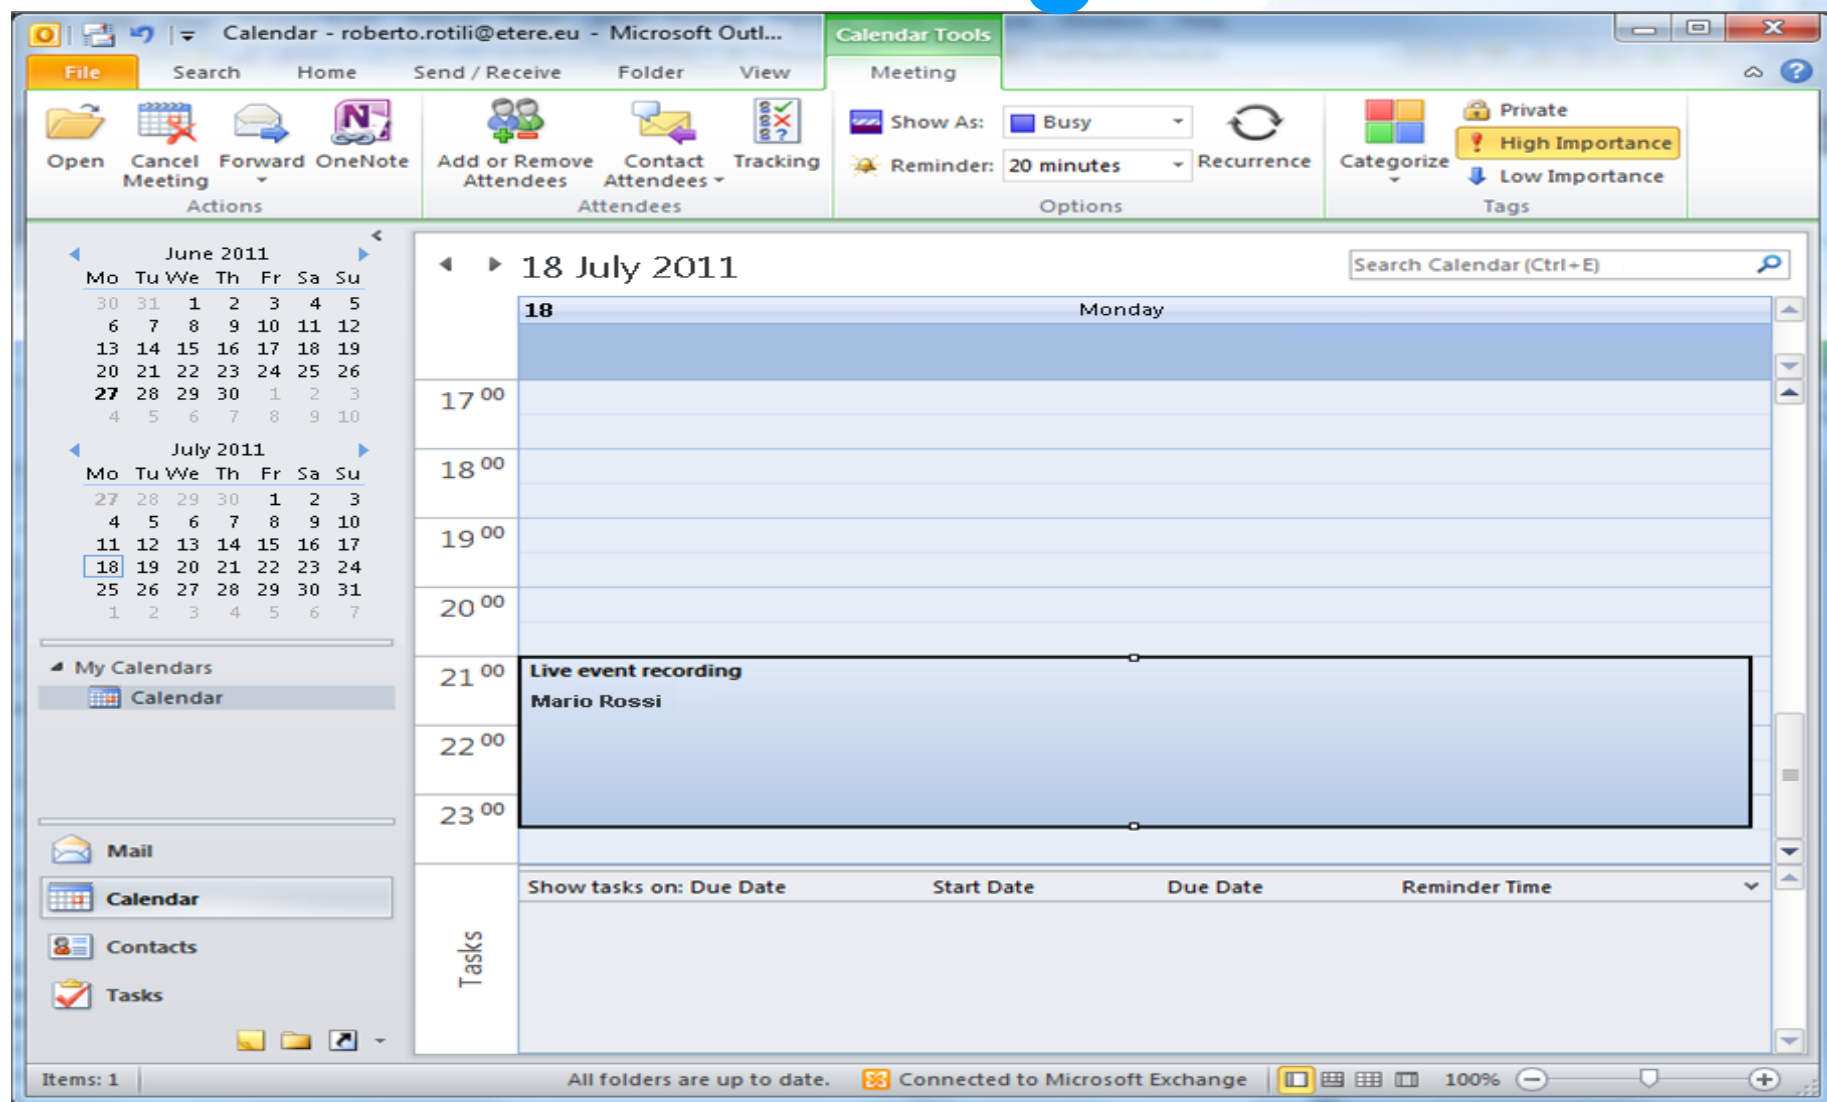 Calendar - roberto.rotili@etere.eu - Microsoft Outl...
Calendar Tools
File Search Home Send / Receive Folder View Meeting
Open
Cancel Meeting
Forward
OneNote
Actions
Add or Remove Attendees
Contact Attendees
Tracking
Attendees
Show As: Busy
Reminder: 20 minutes
Recurrence
Options
Categorize
Private
High Importance
Low Importance
Tags
June 2011
Mo Tu We Th Fr Sa Su
30 31 1 2 3 4 5
6 7 8 9 10 11 12
13 14 15 16 17 18 19
20 21 22 23 24 25 26
27 28 29 30 1 2 3
4 5 6 7 8 9 10
July 2011
Mo Tu We Th Fr Sa Su
27 28 29 30 1 2 3
4 5 6 7 8 9 10
11 12 13 14 15 16 17
18 19 20 21 22 23 24
25 26 27 28 29 30 31
1 2 3 4 5 6 7
My Calendars
Calendar
Mail
Calendar
Contacts
Tasks
18 July 2011
Search Calendar (Ctrl+E)
18 Monday
17 00
18 00
19 00
20 00
21 00
Live event recording
Mario Rossi
22 00
23 00
Tasks
Show tasks on: Due Date Start Date Due Date Reminder Time
Items: 1
All folders are up to date. Connected to Microsoft Exchange 100%